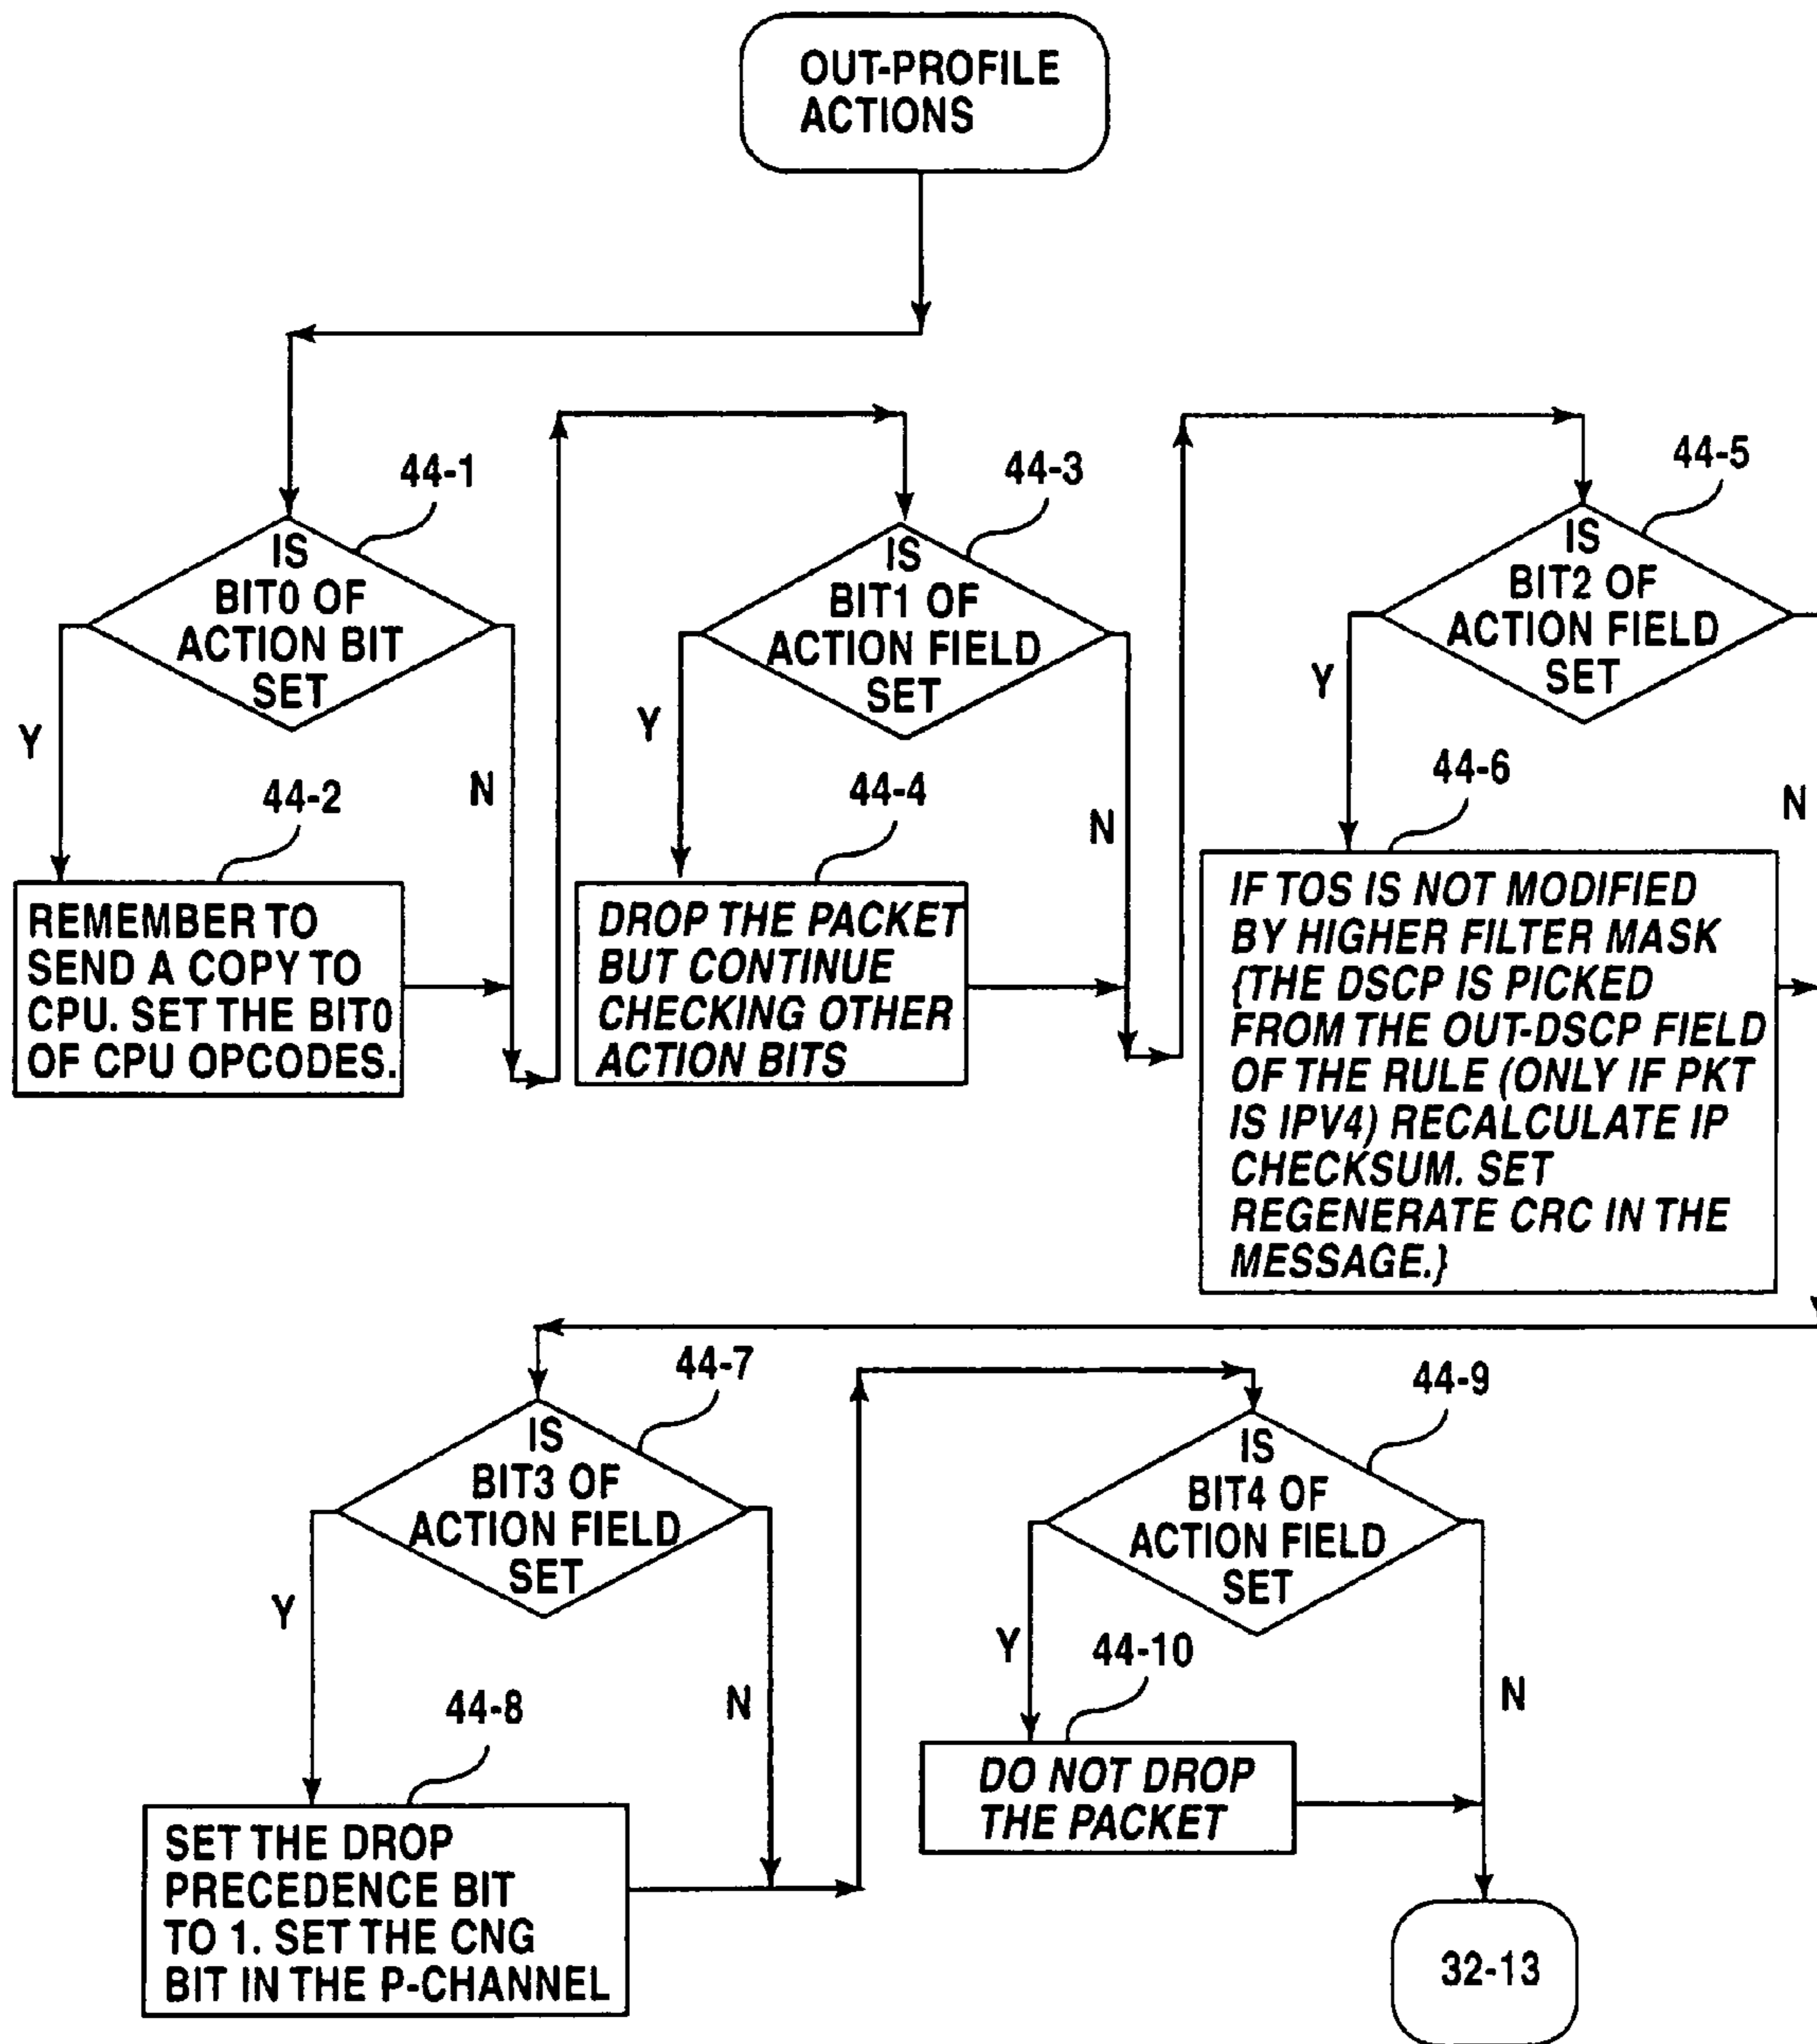 OUT-PROFILE
ACTIONS
44-1
IS
BIT0 OF
ACTION BIT
SET
Y
N
44-2
REMEMBER TO
SEND A COPY TO
CPU. SET THE BIT0
OF CPU OPCODES.
44-3
IS
BIT1 OF
ACTION FIELD
SET
Y
N
44-4
DROP THE PACKET
BUT CONTINUE
CHECKING OTHER
ACTION BITS
44-5
IS
BIT2 OF
ACTION FIELD
SET
Y
N
44-6
IF TOS IS NOT MODIFIED
BY HIGHER FILTER MASK
{THE DSCP IS PICKED
FROM THE OUT-DSCP FIELD
OF THE RULE (ONLY IF PKT
IS IPV4) RECALCULATE IP
CHECKSUM. SET
REGENERATE CRC IN THE
MESSAGE.}
44-7
IS
BIT3 OF
ACTION FIELD
SET
Y
N
44-8
SET THE DROP
PRECEDENCE BIT
TO 1. SET THE CNG
BIT IN THE P-CHANNEL
44-9
IS
BIT4 OF
ACTION FIELD
SET
Y
N
44-10
DO NOT DROP
THE PACKET
32-13